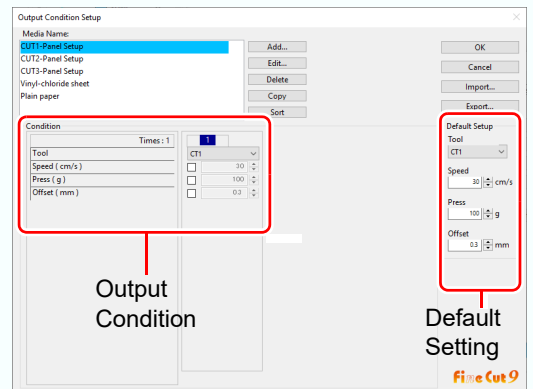 Output Condition Setup
Media Name:
CUT1-Panel Setup
CUT2-Panel Setup
CUT3-Panel Setup
Vinyl-chloride sheet
Plain paper
Add...
Edit...
Delete
Copy
Sort
OK
Cancel
Import...
Export...
Condition
Times: 1
1
Tool CT1
Speed ( cm/s ) 30
Press ( g ) 100
Offset ( mm ) 0.3
Default Setup
Tool
CT1
Speed
30 cm/s
Press
100 g
Offset
0.3 mm
Output
Condition
Default
Setting
Fine Cut 9